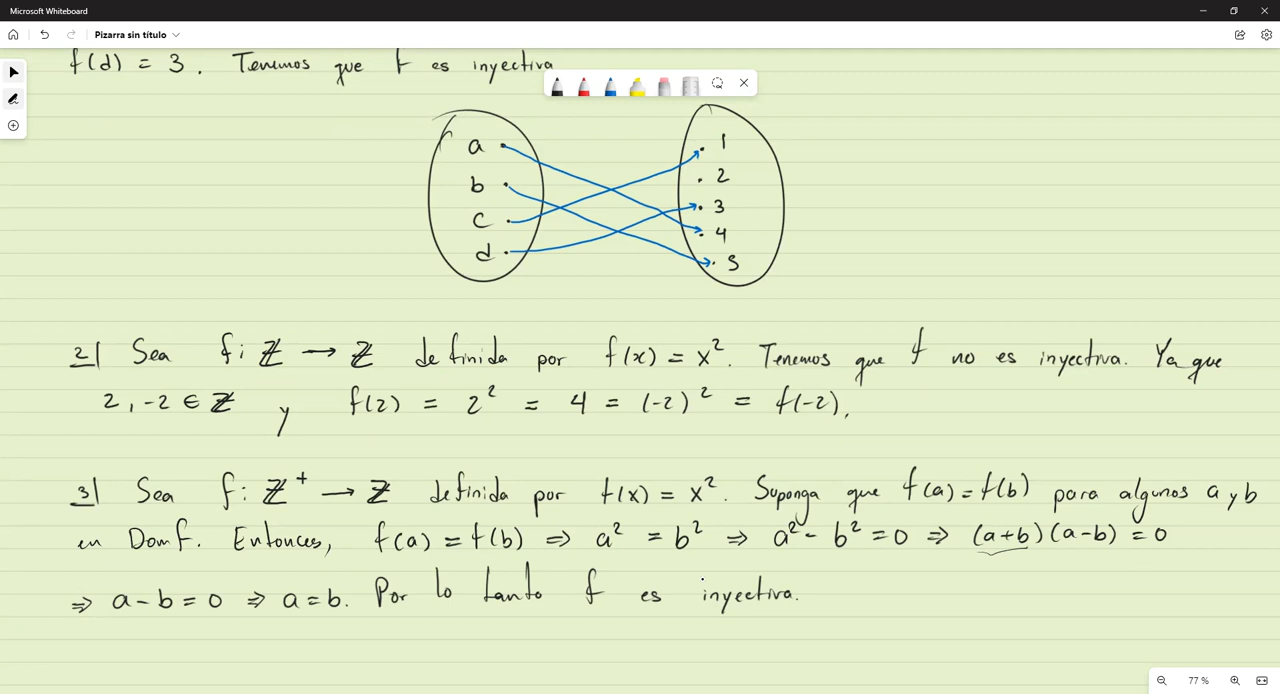 Microsoft Whiteboard
Pizarra sin título
f(d) = 3. Tenemos que f es inyectiva
a
b
c
d
1
2
3
4
5
2| Sea f: ℤ → ℤ definida por f(x) = x². Tenemos que f no es inyectiva. Ya que
2, -2 ∈ ℤ y f(2) = 2² = 4 = (-2)² = f(-2),
3| Sea f: ℤ⁺ → ℤ definida por f(x) = x². Suponga que f(a) = f(b) para algunos a y b
en Dom f. Entonces, f(a) = f(b) ⇒ a² = b² ⇒ a² - b² = 0 ⇒ (a+b)(a-b) = 0
⇒ a - b = 0 ⇒ a = b. Por lo tanto f es inyectiva.
77 %